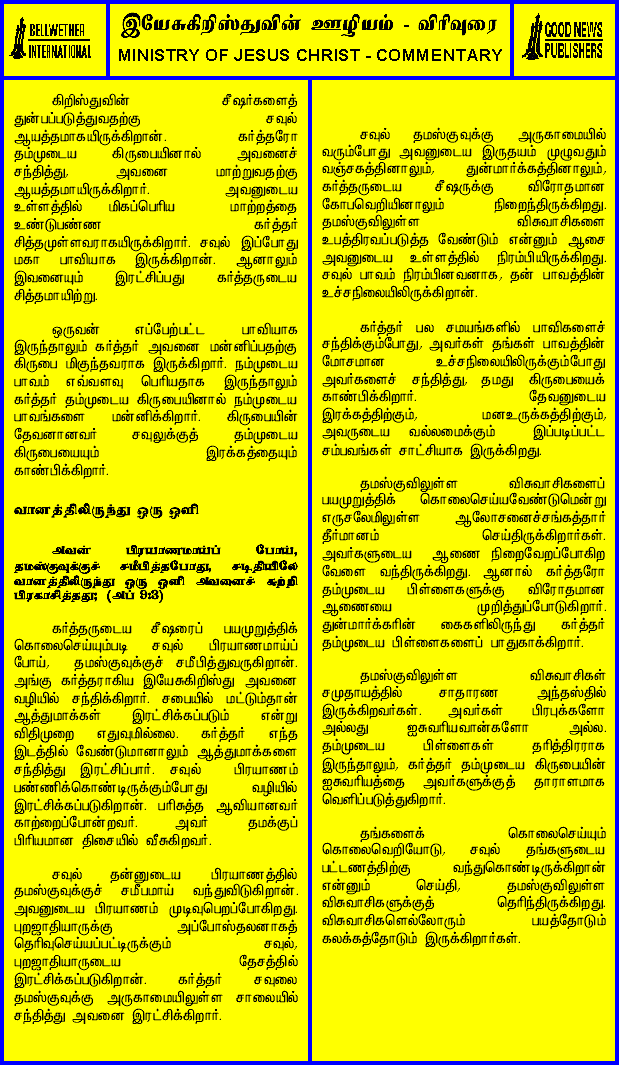 BELLWETHER
INTERNATIONAL
இயேசுகிறிஸ்துவின் ஊழியம் - விரிவுரை
MINISTRY OF JESUS CHRIST - COMMENTARY
GOOD NEWS
PUBLISHERS
கிறிஸ்துவின் சீஷர்களைத்
துன்பப்படுத்துவதற்கு சவுல்
ஆயத்தமாகயிருக்கிறான். கர்த்தரோ
தம்முடைய கிருபையினால் அவனைச்
சந்தித்து, அவனை மாற்றுவதற்கு
ஆயத்தமாயிருக்கிறார். அவனுடைய
உள்ளத்தில் மிகப்பெரிய மாற்றத்தை
உண்டுபண்ண கர்த்தர்
சித்தமுள்ளவராகயிருக்கிறார். சவுல் இப்போது
மகா பாவியாக இருக்கிறான். ஆனாலும்
இவனையும் இரட்சிப்பது கர்த்தருடைய
சித்தமாயிற்று.
ஒருவன் எப்பேற்பட்ட பாவியாக
இருந்தாலும் கர்த்தர் அவனை மன்னிப்பதற்கு
கிருபை மிகுந்தவராக இருக்கிறார். நம்முடைய
பாவம் எவ்வளவு பெரியதாக இருந்தாலும்
கர்த்தர் தம்முடைய கிருபையினால் நம்முடைய
பாவங்களை மன்னிக்கிறார். கிருபையின்
தேவனானவர் சவுலுக்குத் தம்முடைய
கிருபையையும் இரக்கத்தையும்
காண்பிக்கிறார்.
வானத்திலிருந்து ஒரு ஒளி
அவன் பிரயாணமாய்ப் போய்,
தமஸ்குவுக்குச் சமீபித்தபோது, சடிதியிலே
வானத்திலிருந்து ஒரு ஒளி அவனைச் சுற்றி
பிரகாசித்தது; (அப் 9:3)
கர்த்தருடைய சீஷரைப் பயமுறுத்திக்
கொலைசெய்யும்படி சவுல் பிரயாணமாய்ப்
போய், தமஸ்குவுக்குச் சமீபித்துவருகிறான்.
அங்கு கர்த்தராகிய இயேசுகிறிஸ்து அவனை
வழியில் சந்திக்கிறார். சபையில் மட்டும்தான்
ஆத்துமாக்கள் இரட்சிக்கப்படும் என்று
விதிமுறை எதுவுமில்லை. கர்த்தர் எந்த
இடத்தில் வேண்டுமானாலும் ஆத்துமாக்களை
சந்தித்து இரட்சிப்பார். சவுல் பிரயாணம்
பண்ணிக்கொண்டிருக்கும்போது வழியில்
இரட்சிக்கப்படுகிறான். பரிசுத்த ஆவியானவர்
காற்றைப்போன்றவர். அவர் தமக்குப்
பிரியமான திசையில் வீசுகிறவர்.
சவுல் தன்னுடைய பிரயாணத்தில்
தமஸ்குவுக்குச் சமீபமாய் வந்துவிடுகிறான்.
அவனுடைய பிரயாணம் முடிவுபெறப்போகிறது.
புறஜாதியாருக்கு அப்போஸ்தலனாகத்
தெரிவுசெய்யப்பட்டிருக்கும் சவுல்,
புறஜாதியாருடைய தேசத்தில்
இரட்சிக்கப்படுகிறான். கர்த்தர் சவுலை
தமஸ்குவுக்கு அருகாமையிலுள்ள சாலையில்
சந்தித்து அவனை இரட்சிக்கிறார்.
சவுல் தமஸ்குவுக்கு அருகாமையில்
வரும்போது அவனுடைய இருதயம் முழுவதும்
வஞ்சகத்தினாலும், துன்மார்க்கத்தினாலும்,
கர்த்தருடைய சீஷருக்கு விரோதமான
கோபவெறியினாலும் நிறைந்திருக்கிறது.
தமஸ்குவிலுள்ள விசுவாசிகளை
உபத்திரவப்படுத்த வேண்டும் என்னும் ஆசை
அவனுடைய உள்ளத்தில் நிரம்பியிருக்கிறது.
சவுல் பாவம் நிரம்பினவனாக, தன் பாவத்தின்
உச்சநிலையிலிருக்கிறான்.
கர்த்தர் பல சமயங்களில் பாவிகளைச்
சந்திக்கும்போது, அவர்கள் தங்கள் பாவத்தின்
மோசமான உச்சநிலையிலிருக்கும்போது
அவர்களைச் சந்தித்து, தமது கிருபையைக்
காண்பிக்கிறார். தேவனுடைய
இரக்கத்திற்கும், மனஉருக்கத்திற்கும்,
அவருடைய வல்லமைக்கும் இப்படிப்பட்ட
சம்பவங்கள் சாட்சியாக இருக்கிறது.
தமஸ்குவிலுள்ள விசுவாசிகளைப்
பயமுறுத்திக் கொலைசெய்யவேண்டுமென்று
எருசலேமிலுள்ள ஆலோசனைச்சங்கத்தார்
தீர்மானம் செய்திருக்கிறார்கள்.
அவர்களுடைய ஆணை நிறைவேறப்போகிற
வேளை வந்திருக்கிறது. ஆனால் கர்த்தரோ
தம்முடைய பிள்ளைகளுக்கு விரோதமான
ஆணையை முறித்துப்போடுகிறார்.
துன்மார்க்கரின் கைகளிலிருந்து கர்த்தர்
தம்முடைய பிள்ளைகளைப் பாதுகாக்கிறார்.
தமஸ்குவிலுள்ள விசுவாசிகள்
சமுதாயத்தில் சாதாரண அந்தஸ்தில்
இருக்கிறவர்கள். அவர்கள் பிரபுக்களோ
அல்லது ஐசுவரியவான்களோ அல்ல.
தம்முடைய பிள்ளைகள் தரித்திரராக
இருந்தாலும், கர்த்தர் தம்முடைய கிருபையின்
ஐசுவரியத்தை அவர்களுக்குத் தாராளமாக
வெளிப்படுத்துகிறார்.
தங்களைக் கொலைசெய்யும்
கொலைவெறியோடு, சவுல் தங்களுடைய
பட்டணத்திற்கு வந்துகொண்டிருக்கிறான்
என்னும் செய்தி, தமஸ்குவிலுள்ள
விசுவாசிகளுக்குத் தெரிந்திருக்கிறது.
விசுவாசிகளெல்லோரும் பயத்தோடும்
கலக்கத்தோடும் இருக்கிறார்கள்.